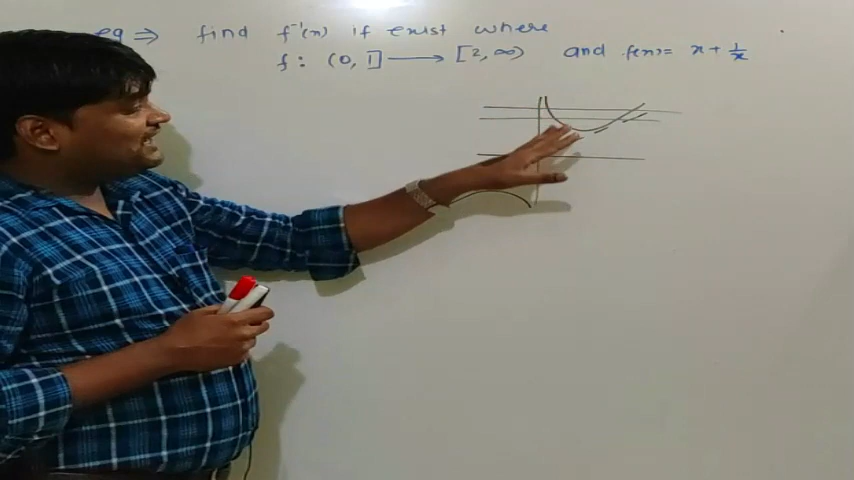 eg ⇒ find f⁻¹(x) if exist where
f : (0, 1] ⟶ [2, ∞) and f(x) = x + 1/x